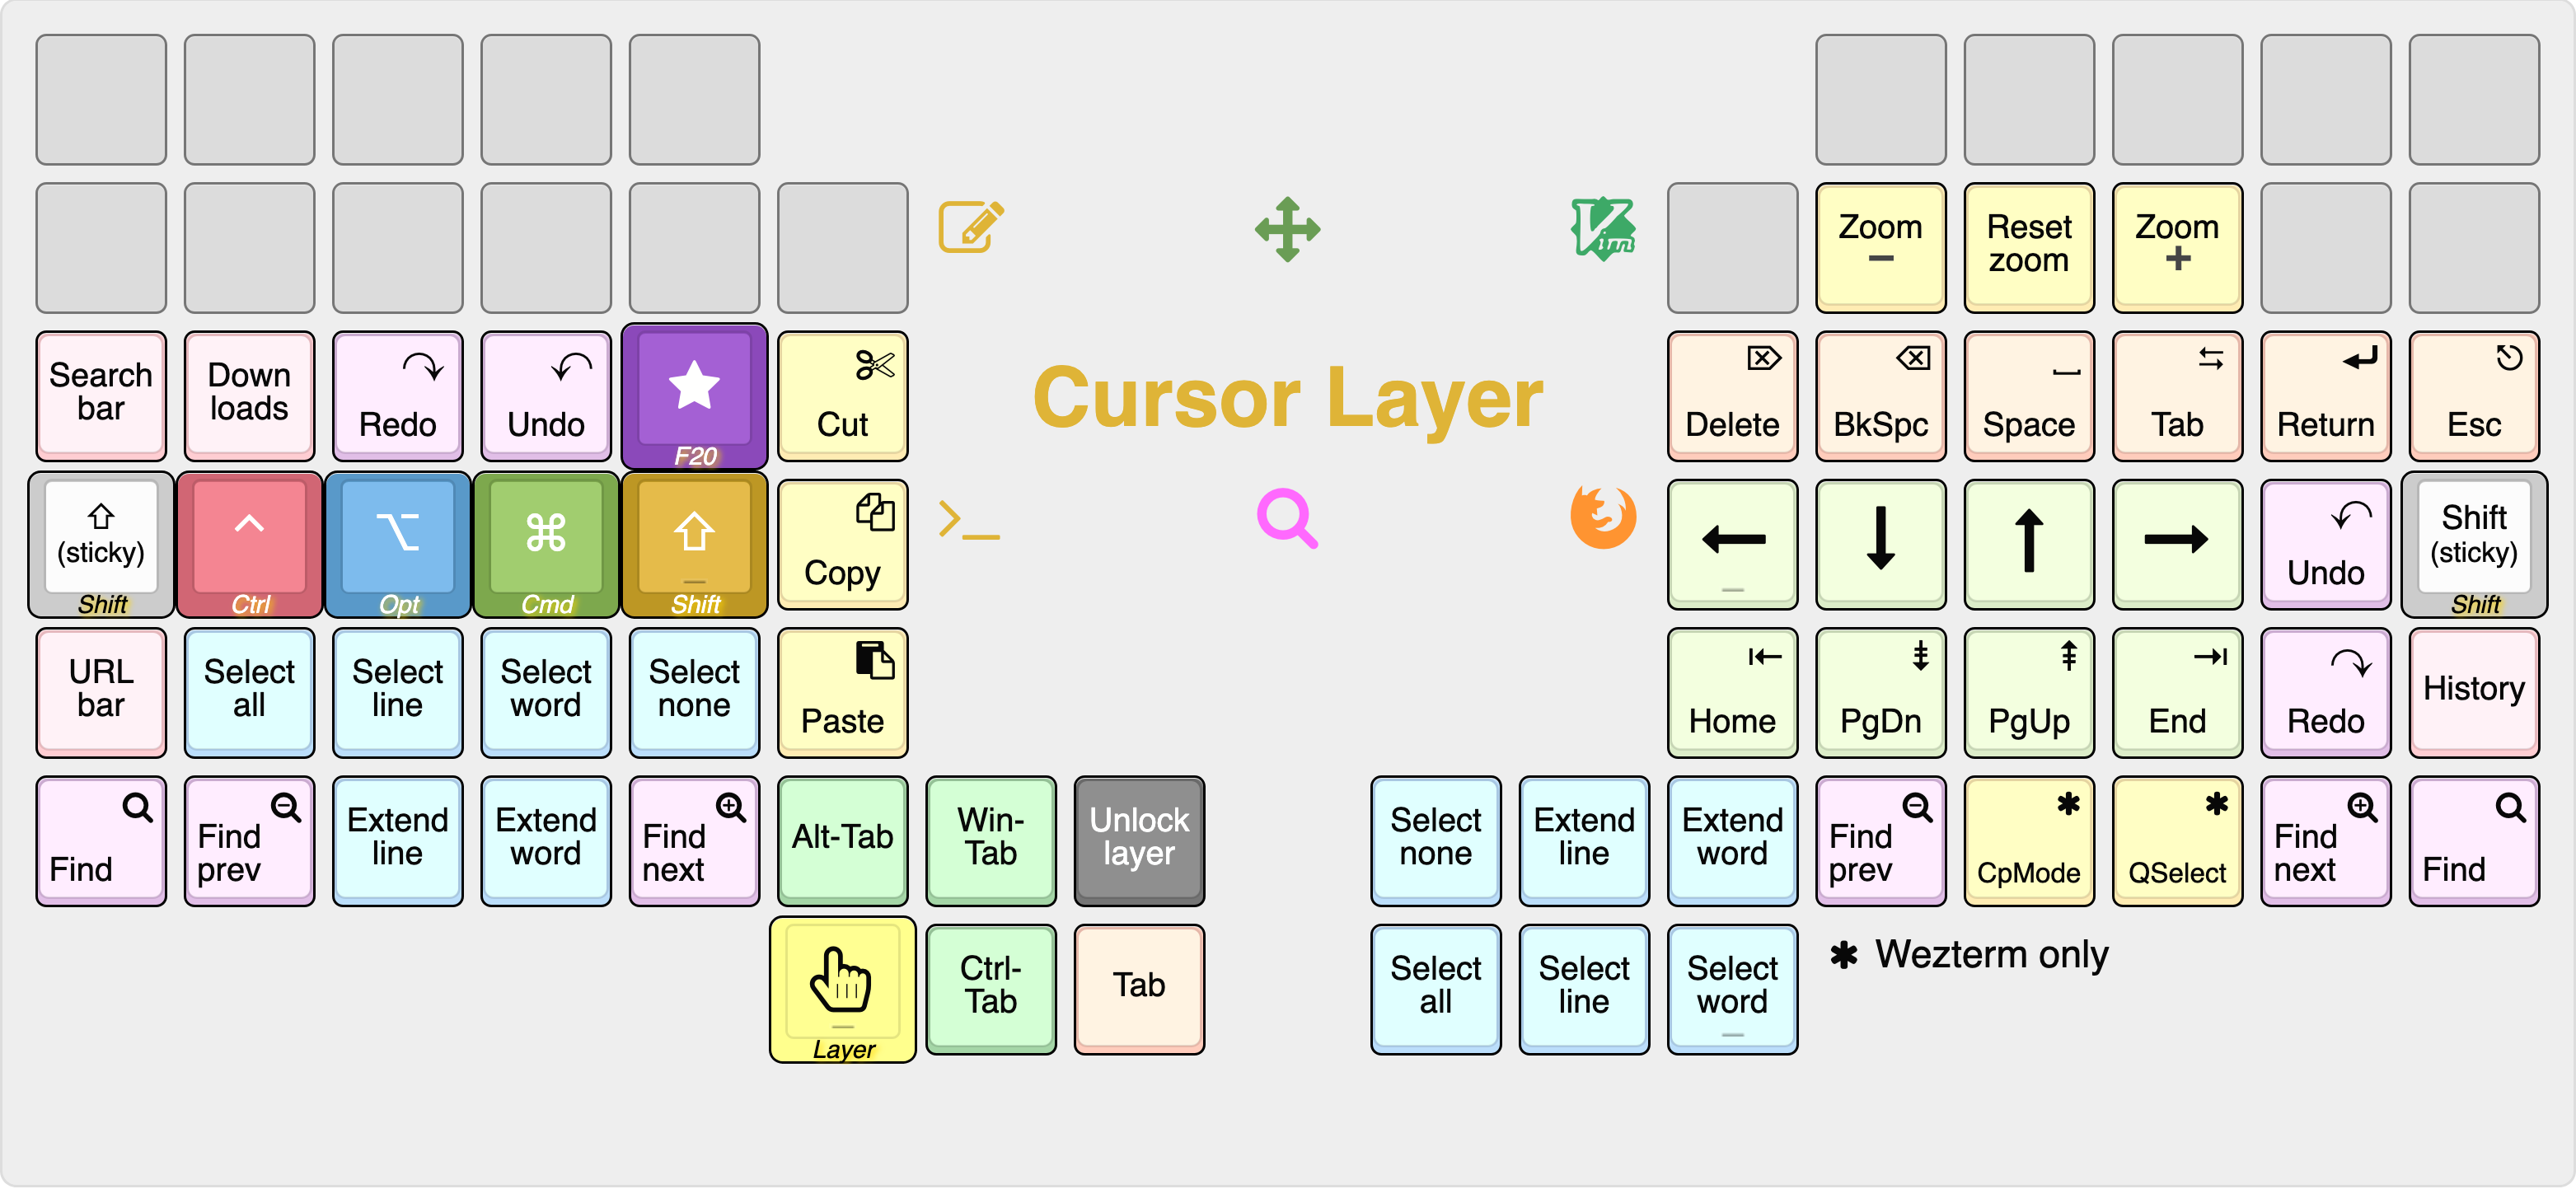 Zoom
Reset
zoom
Zoom
Search
bar
Down
loads
Redo
Undo
F20
Cut
Cursor Layer
Delete
BkSpc
Space
Tab
Return
Esc
(sticky)
Shift
Ctrl
Opt
Cmd
Shift
Copy
Undo
Shift
(sticky)
Shift
URL
bar
Select
all
Select
line
Select
word
Select
none
Paste
Home
PgDn
PgUp
End
Redo
History
Find
Find
prev
Extend
line
Extend
word
Find
next
Alt-Tab
Win-
Tab
Unlock
layer
Select
none
Extend
line
Extend
word
Find
prev
CpMode
QSelect
Find
next
Find
Layer
Ctrl-
Tab
Tab
Select
all
Select
line
Select
word
✱ Wezterm only